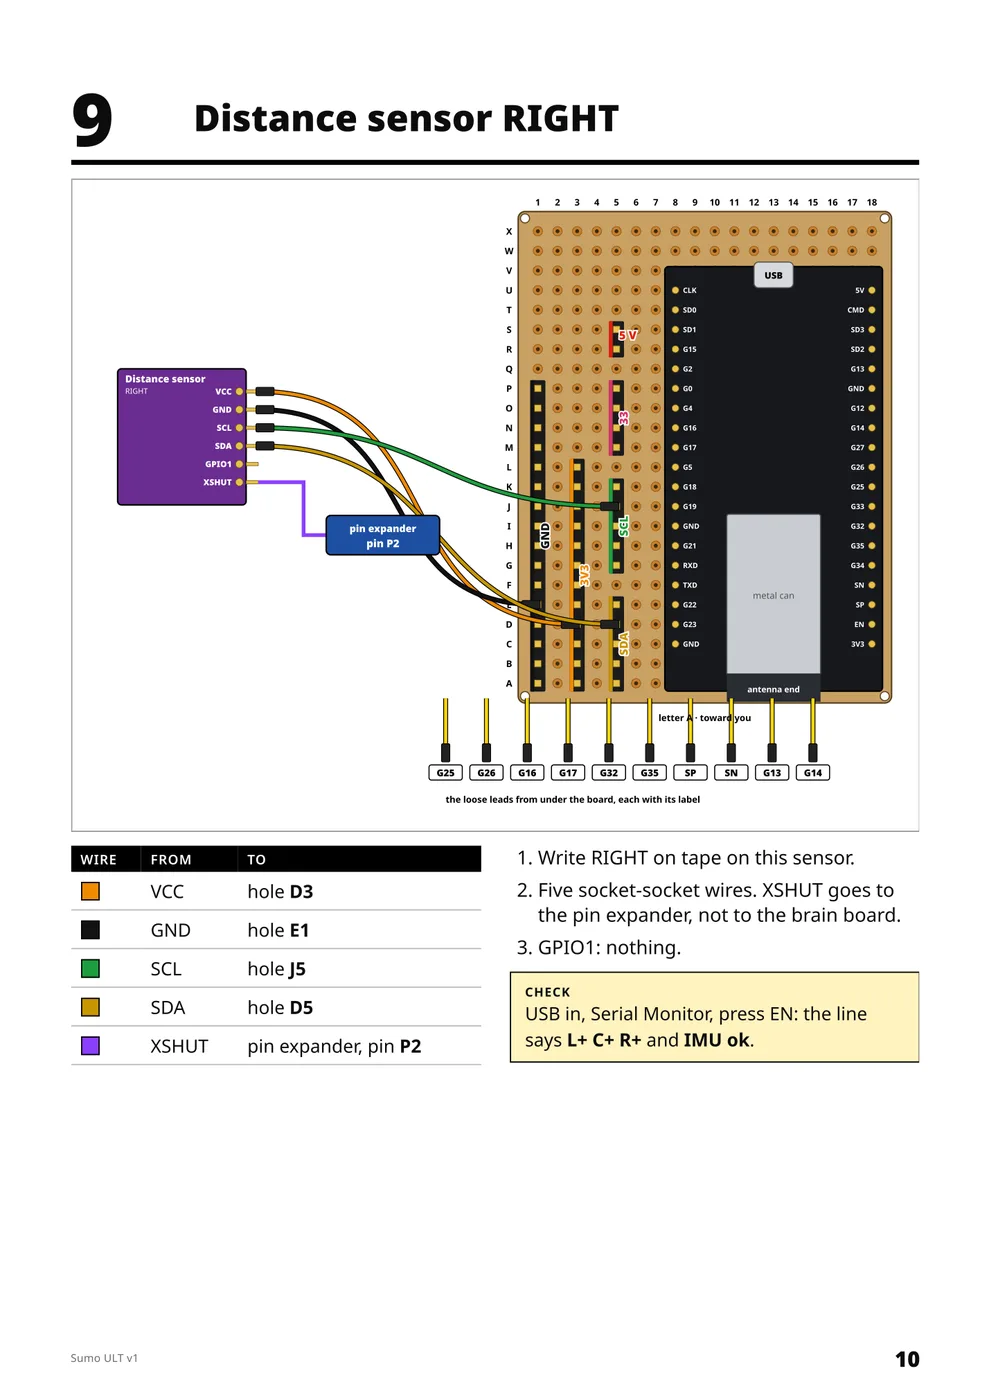 9 Distance sensor RIGHT
1 2 3 4 5 6 7 8 9 10 11 12 13 14 15 16 17 18
X
W
V
U
T
S
R
Q
P
O
N
M
L
K
J
I
H
G
F
E
D
C
B
A
USB
CLK 5V
SD0 CMD
SD1 SD3
G15 SD2
G2 G13
G0 GND
G4 G12
G16 G14
G17 G27
G5 G26
G18 G25
G19 G33
GND G32
G21 G35
RXD G34
TXD SN
G22 SP
G23 EN
GND 3V3
metal can
antenna end
5 V
33
SCL
GND
3V3
SDA
Distance sensor
RIGHT
VCC
GND
SCL
SDA
GPIO1
XSHUT
pin expander
pin P2
letter A · toward you
G25 G26 G16 G17 G32 G35 SP SN G13 G14
the loose leads from under the board, each with its label
WIRE FROM TO
VCC hole D3
GND hole E1
SCL hole J5
SDA hole D5
XSHUT pin expander, pin P2
1. Write RIGHT on tape on this sensor.
2. Five socket-socket wires. XSHUT goes to
the pin expander, not to the brain board.
3. GPIO1: nothing.
CHECK
USB in, Serial Monitor, press EN: the line
says L+ C+ R+ and IMU ok.
Sumo ULT v1
10